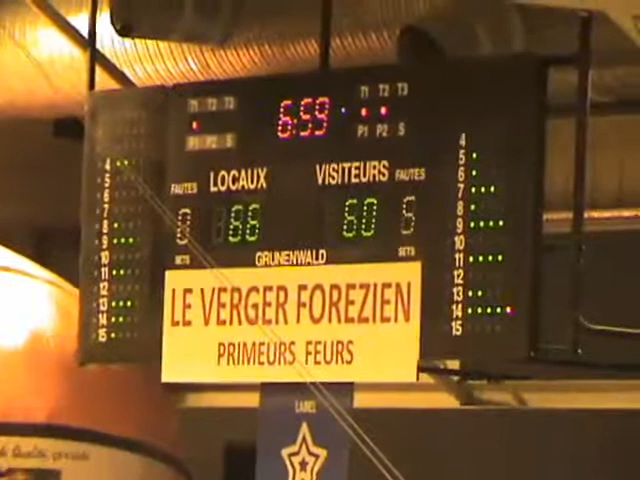 T1 T2 T3
T1 T2 T3
6:59
P1 P2 S
P1 P2 S
LOCAUX
VISITEURS
FAUTES
FAUTES
66
60
SETS
SETS
GRUNENWALD
4
5
6
7
8
9
10
11
12
13
14
15
4
5
6
7
8
9
10
11
12
13
14
15
LE VERGER FOREZIEN
PRIMEURS FEURS
LABEL